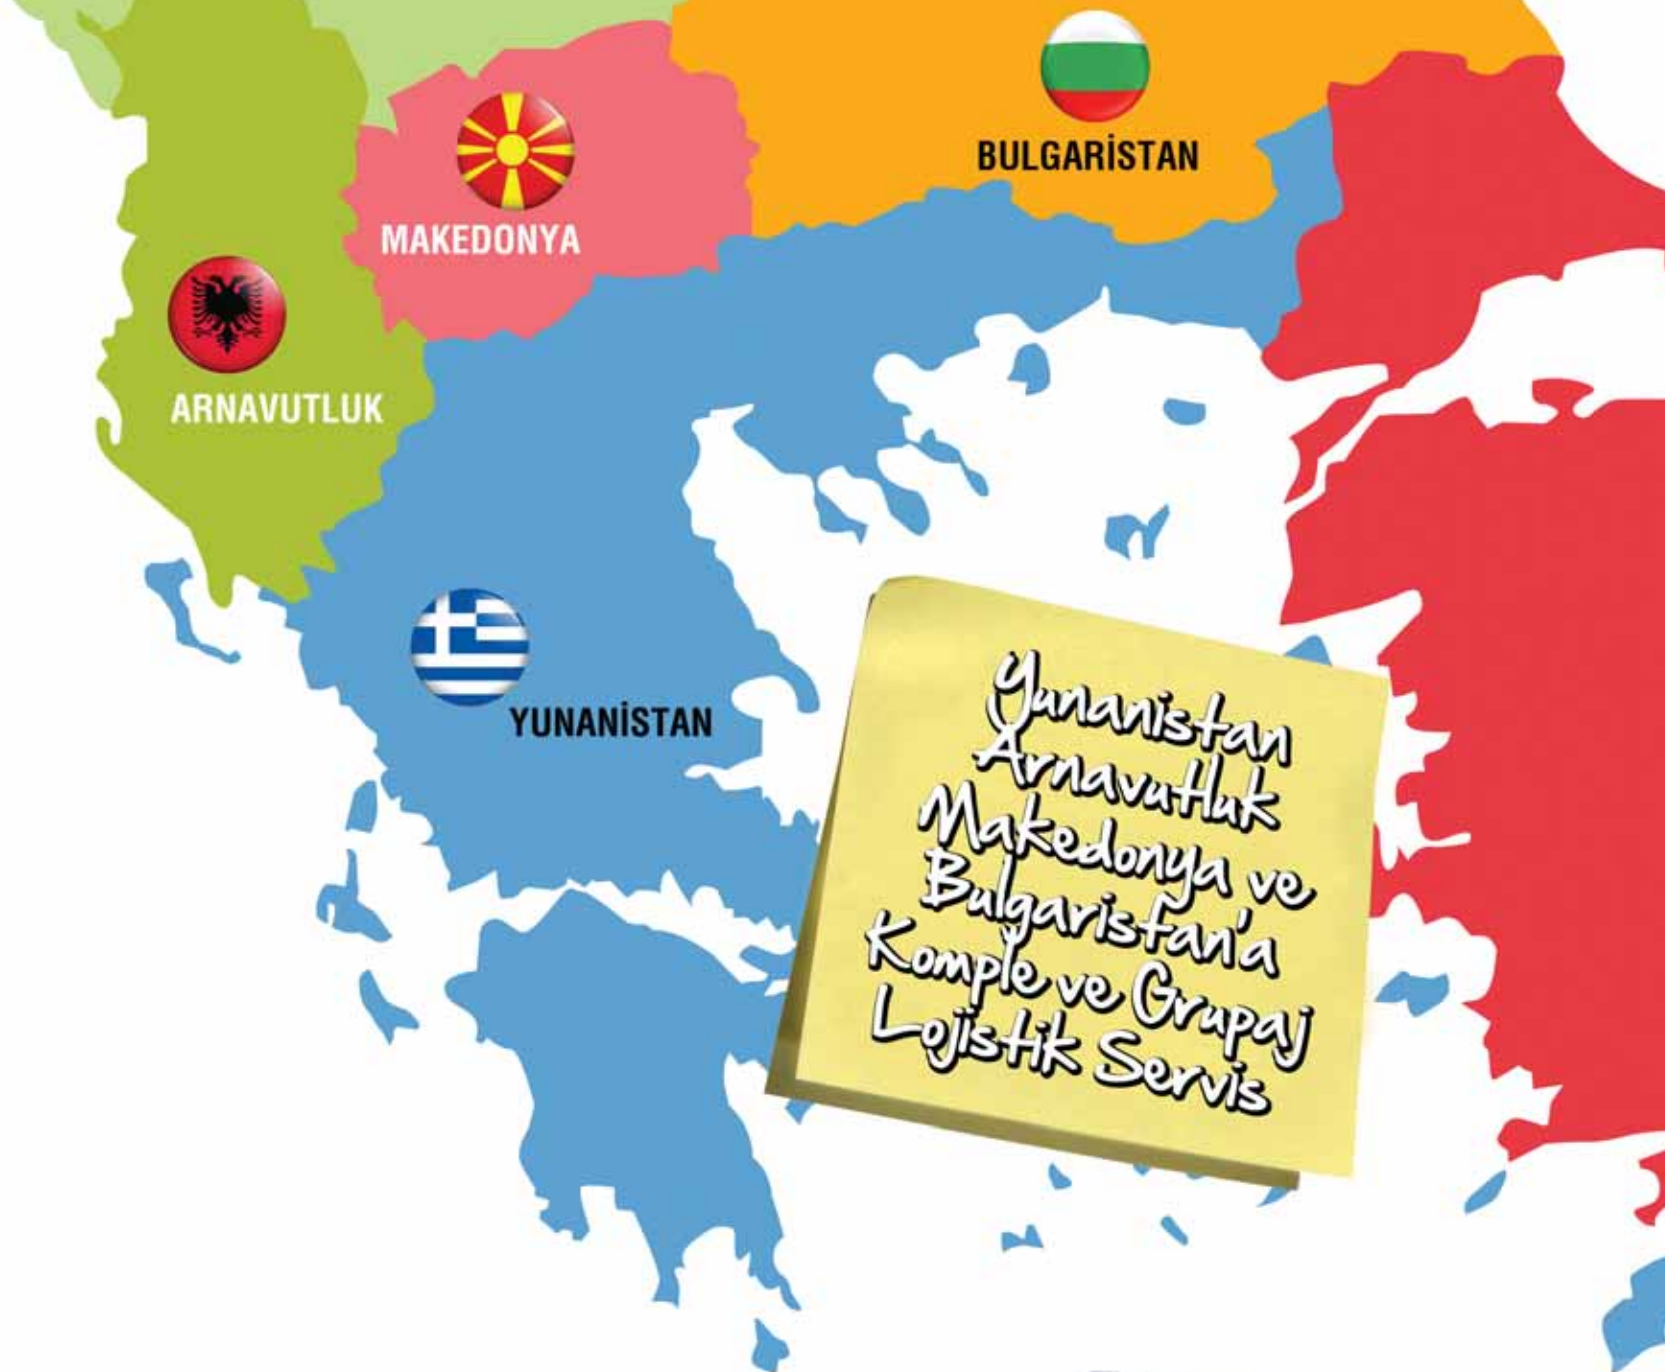 BULGARİSTAN
MAKEDONYA
ARNAVUTLUK
YUNANİSTAN
Yunanistan
Arnavutluk
Makedonya ve
Bulgaristan'a
Komple ve Grupaj
Lojistik Servis